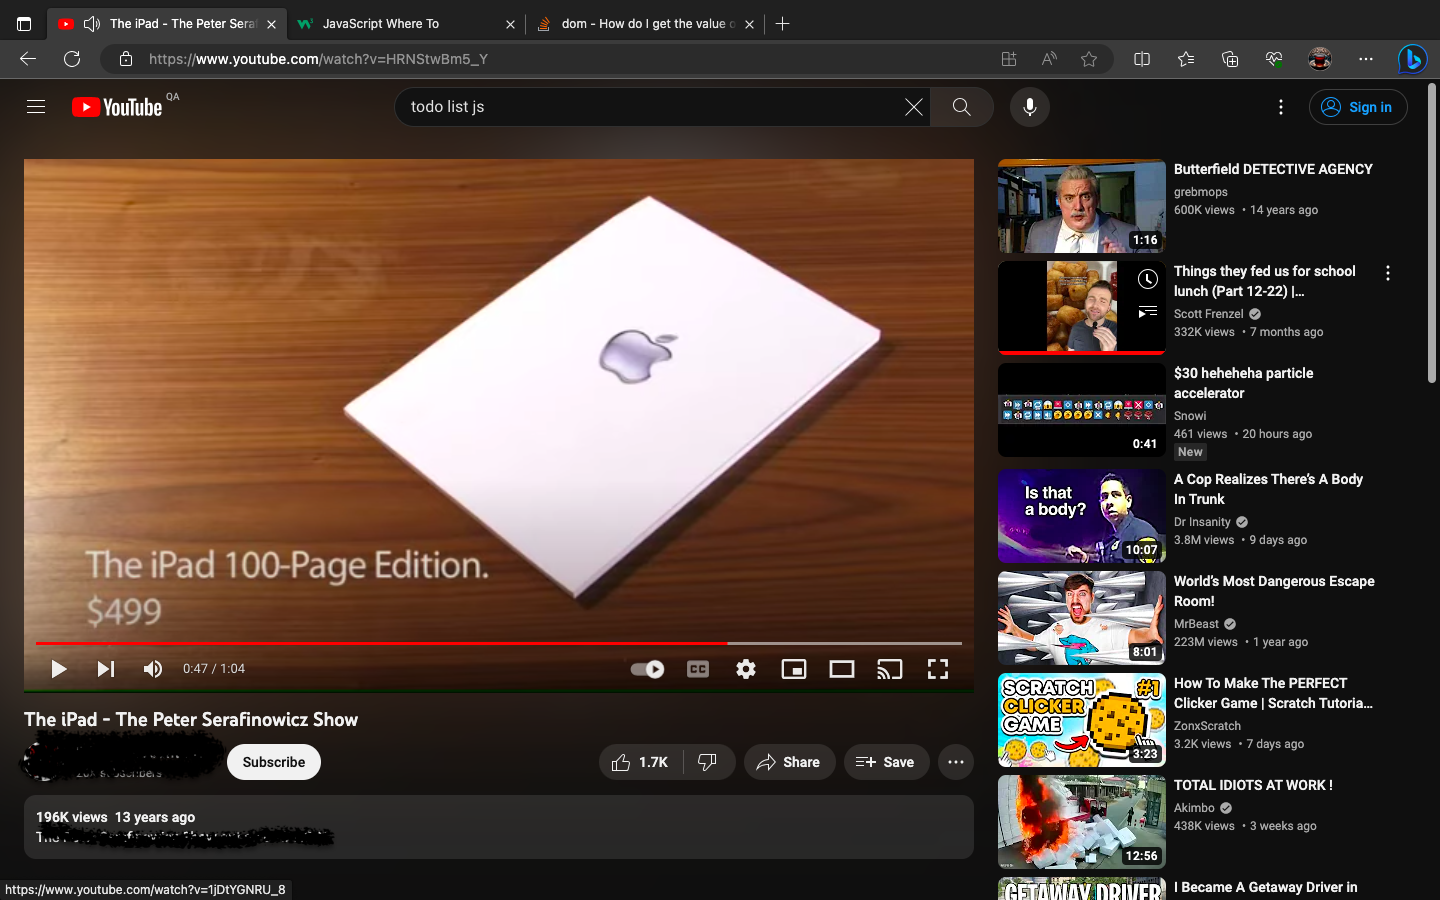 The iPad - The Peter Sera
JavaScript Where To
dom - How do I get the value o
https://www.youtube.com/watch?v=HRNStwBm5_Y
YouTube QA
todo list js
Sign in
The iPad 100-Page Edition.
$499
0:47 / 1:04
CC
The iPad - The Peter Serafinowicz Show
subscribers
Subscribe
1.7K
Share
Save
196K views 13 years ago
Butterfield DETECTIVE AGENCY
grebmops
600K views • 14 years ago
1:16
Things they fed us for school
lunch (Part 12-22) |...
Scott Frenzel
332K views • 7 months ago
$30 heheheha particle
accelerator
Snowi
461 views • 20 hours ago
New
0:41
Is that
a body?
10:07
A Cop Realizes There's A Body
In Trunk
Dr Insanity
3.8M views • 9 days ago
World's Most Dangerous Escape
Room!
MrBeast
223M views • 1 year ago
8:01
SCRATCH #1
CLICKER
GAME
3:23
How To Make The PERFECT
Clicker Game | Scratch Tutoria...
ZonxScratch
3.2K views • 7 days ago
TOTAL IDIOTS AT WORK !
Akimbo
438K views • 3 weeks ago
12:56
GETAWAY DRIVER
I Became A Getaway Driver in
https://www.youtube.com/watch?v=1jDtYGNRU_8